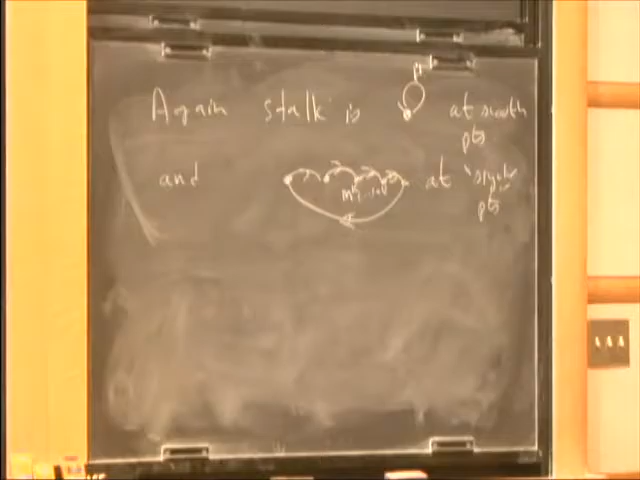 Again stalk is at smooth
pts
and at "singular"
pts